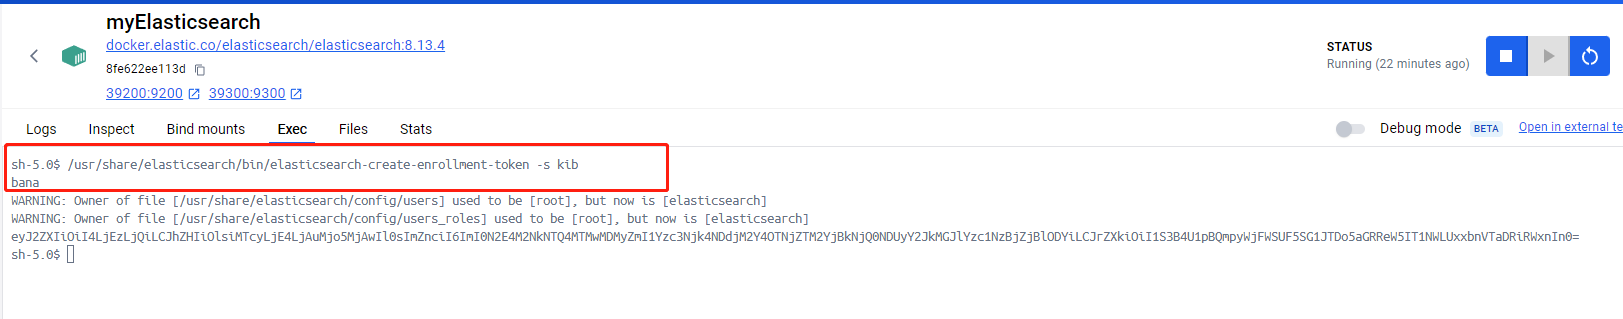 myElasticsearch
docker.elastic.co/elasticsearch/elasticsearch:8.13.4
8fe622ee113d
39200:9200 39300:9300
STATUS
Running (22 minutes ago)
Logs Inspect Bind mounts Exec Files Stats
Debug mode BETA Open in external te
sh-5.0$ /usr/share/elasticsearch/bin/elasticsearch-create-enrollment-token -s kib
bana
WARNING: Owner of file [/usr/share/elasticsearch/config/users] used to be [root], but now is [elasticsearch]
WARNING: Owner of file [/usr/share/elasticsearch/config/users_roles] used to be [root], but now is [elasticsearch]
sh-5.0$